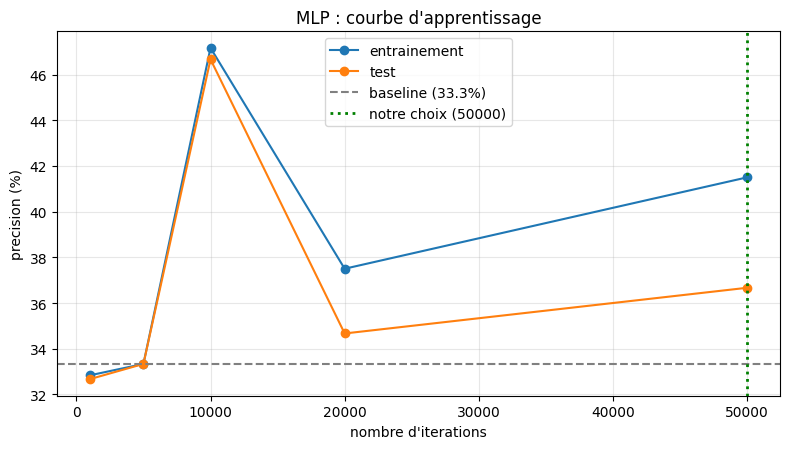 MLP : courbe d'apprentissage
entrainement
test
baseline (33.3%)
notre choix (50000)
precision (%)
46
44
42
40
38
36
34
32
0
10000
20000
30000
40000
50000
nombre d'iterations